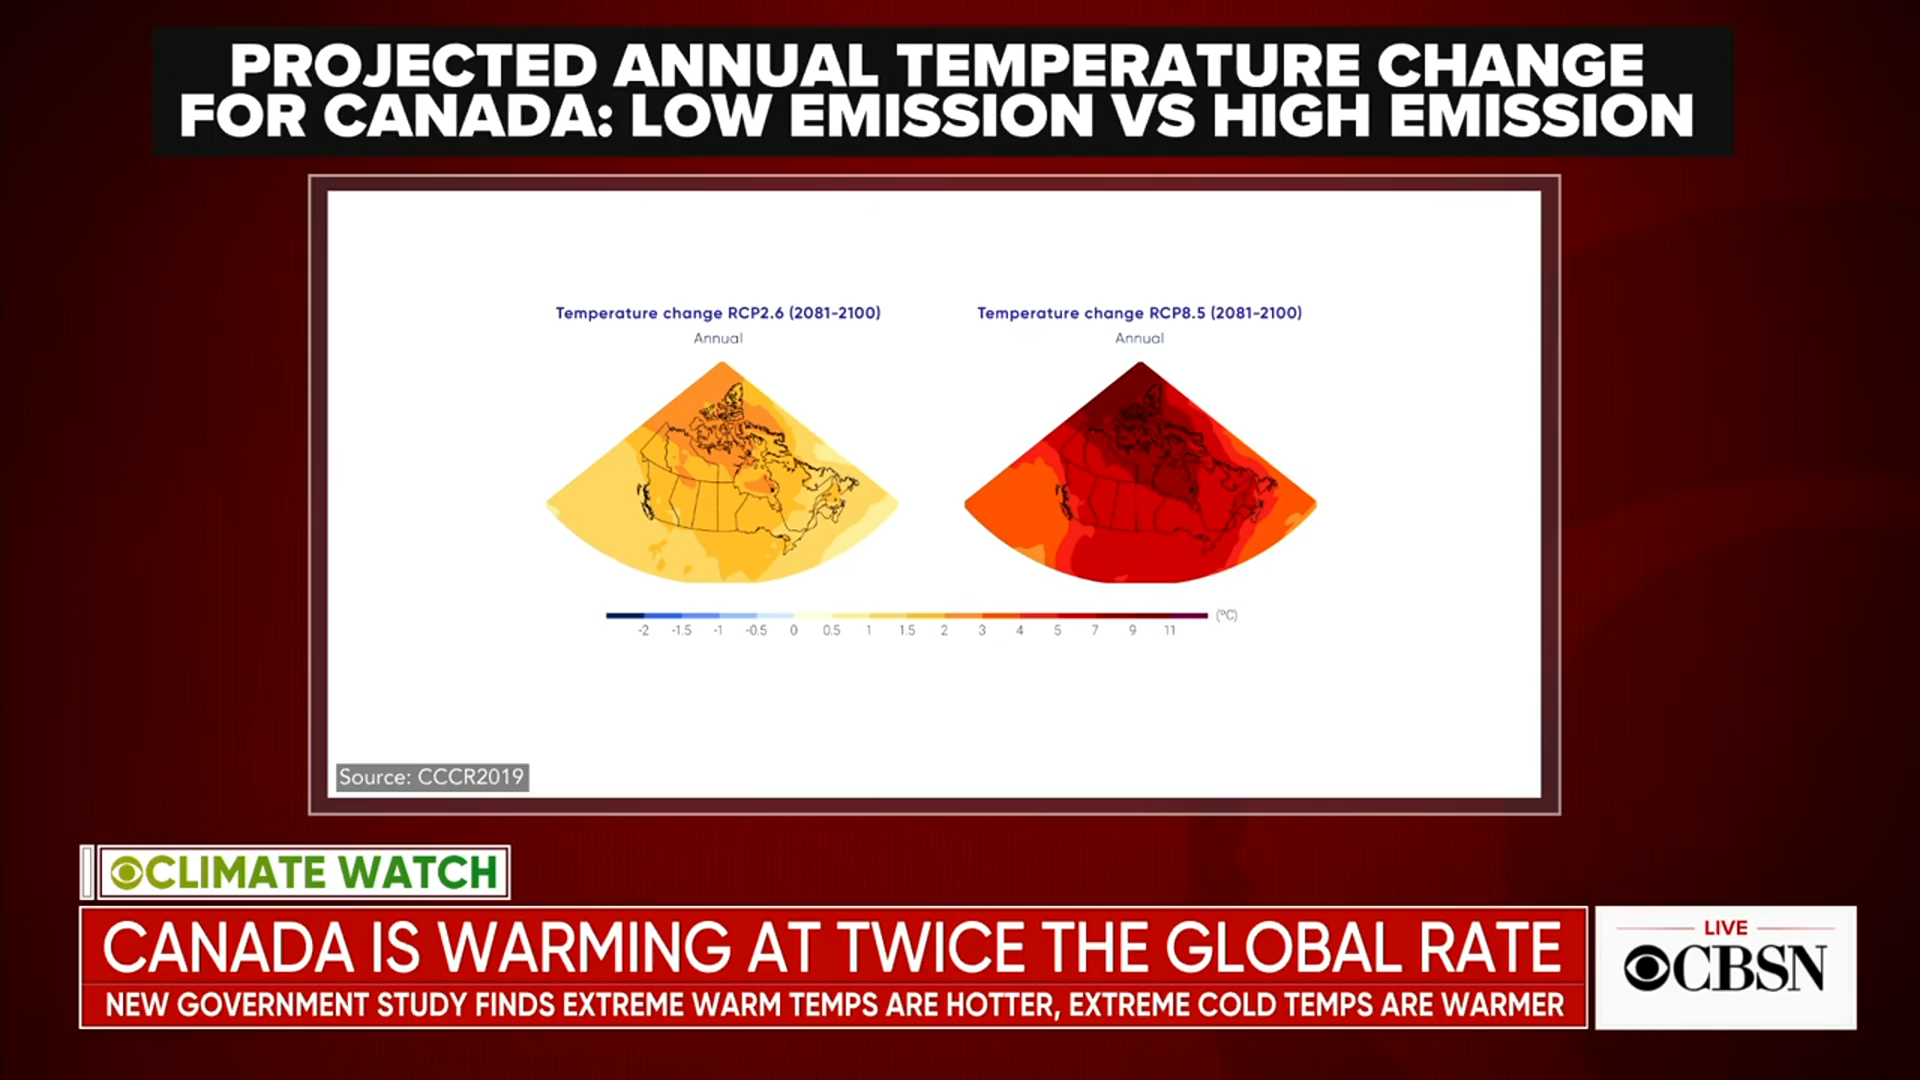 PROJECTED ANNUAL TEMPERATURE CHANGE
FOR CANADA: LOW EMISSION VS HIGH EMISSION
Temperature change RCP2.6 (2081-2100)
Annual
Temperature change RCP8.5 (2081-2100)
Annual
-2 -1.5 -1 -0.5 0 0.5 1 1.5 2 3 4 5 7 9 11 (°C)
Source: CCCR2019
CLIMATE WATCH
CANADA IS WARMING AT TWICE THE GLOBAL RATE
NEW GOVERNMENT STUDY FINDS EXTREME WARM TEMPS ARE HOTTER, EXTREME COLD TEMPS ARE WARMER
LIVE
CBSN